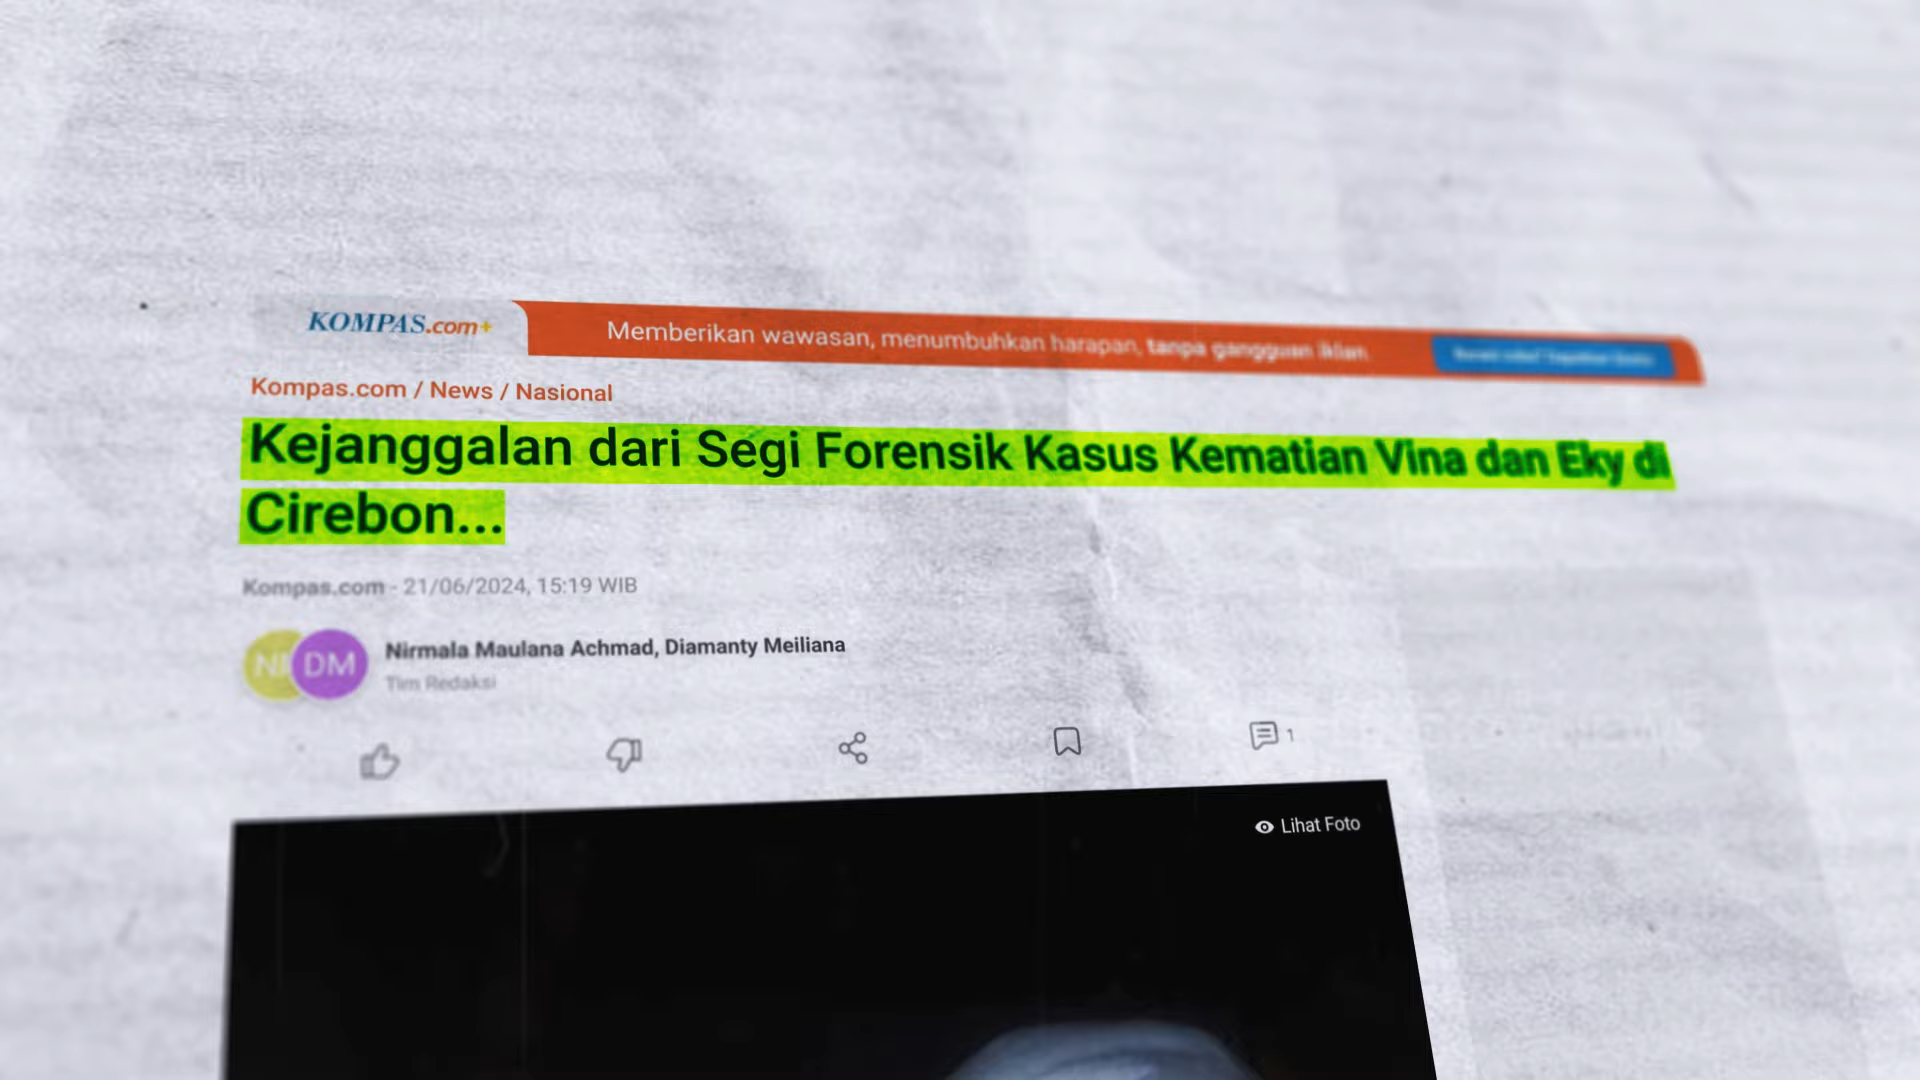 KOMPAS.com+
Memberikan wawasan, menumbuhkan harapan, tanpa gangguan iklan.
Kompas.com / News / Nasional
Kejanggalan dari Segi Forensik Kasus Kematian Vina dan Eky di
Cirebon...
Kompas.com - 21/06/2024, 15:19 WIB
DM
Nirmala Maulana Achmad, Diamanty Meiliana
Tim Redaksi
1
Lihat Foto